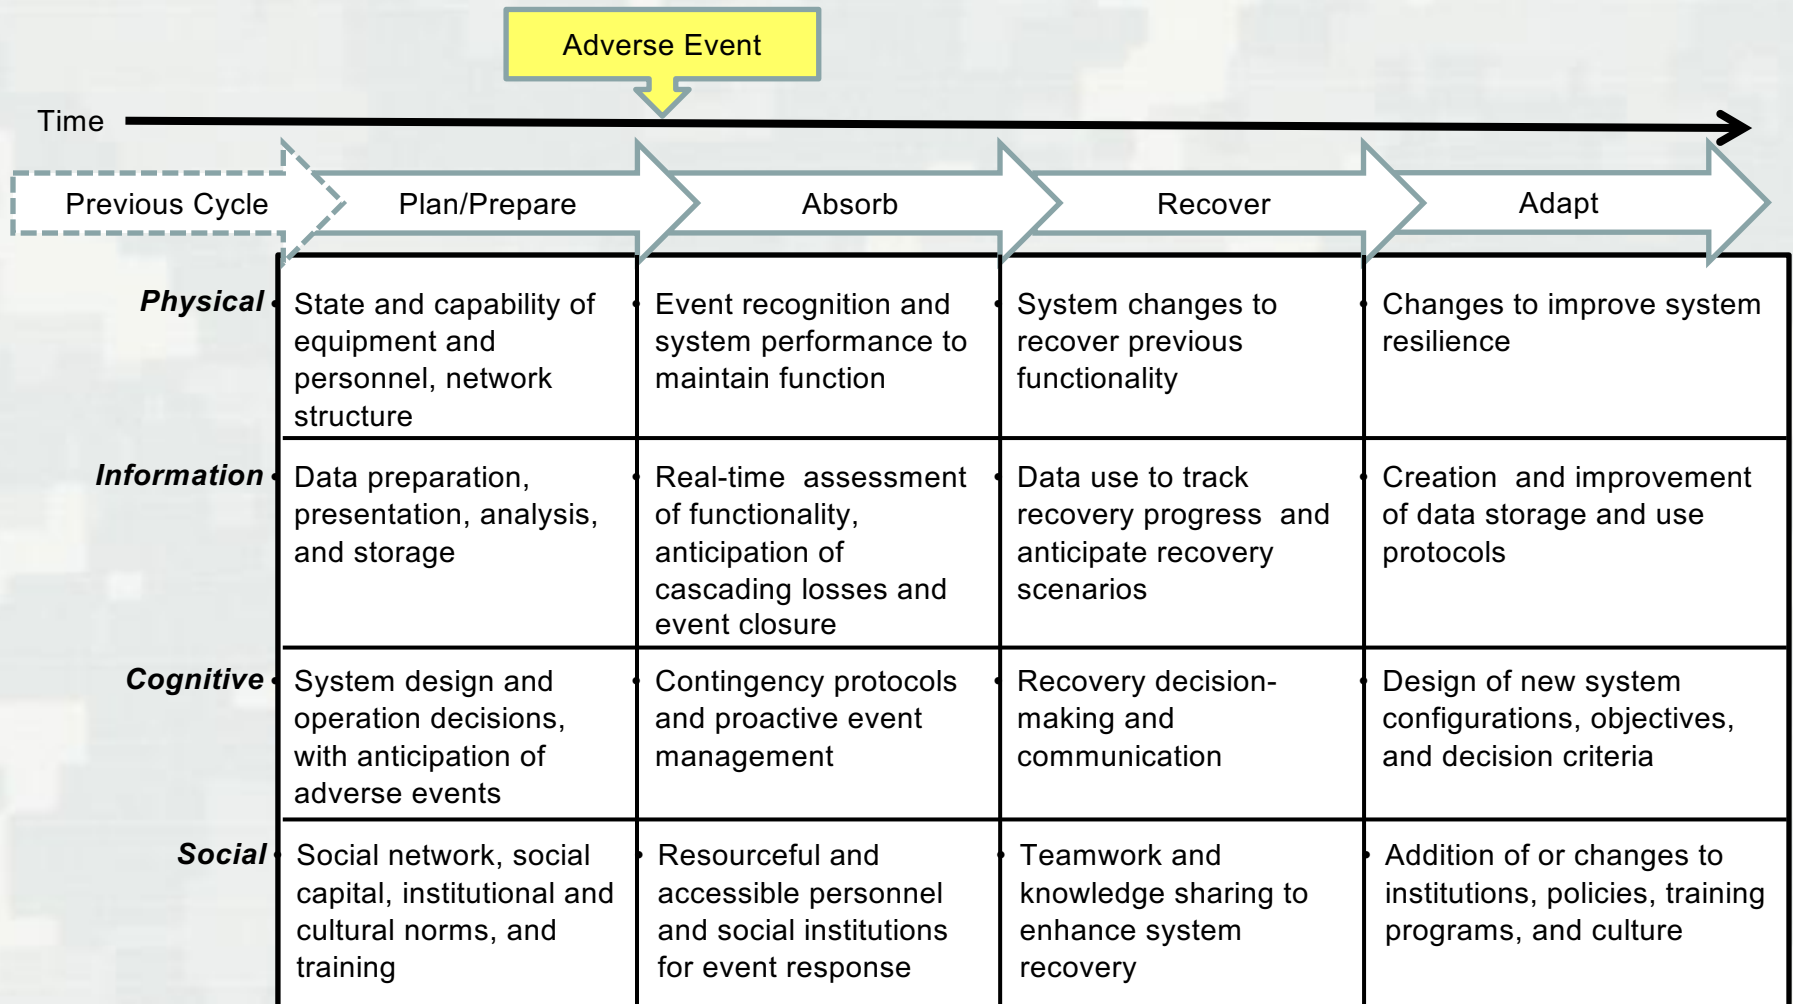 Adverse Event
Time
Previous Cycle
Plan/Prepare
Absorb
Recover
Adapt
Physical
• State and capability of
equipment and
personnel, network
structure
• Event recognition and
system performance to
maintain function
• System changes to
recover previous
functionality
• Changes to improve system
resilience
Information
• Data preparation,
presentation, analysis,
and storage
• Real-time assessment
of functionality,
anticipation of
cascading losses and
event closure
• Data use to track
recovery progress and
anticipate recovery
scenarios
• Creation and improvement
of data storage and use
protocols
Cognitive
• System design and
operation decisions,
with anticipation of
adverse events
• Contingency protocols
and proactive event
management
• Recovery decision-
making and
communication
• Design of new system
configurations, objectives,
and decision criteria
Social
• Social network, social
capital, institutional and
cultural norms, and
training
• Resourceful and
accessible personnel
and social institutions
for event response
• Teamwork and
knowledge sharing to
enhance system
recovery
• Addition of or changes to
institutions, policies, training
programs, and culture